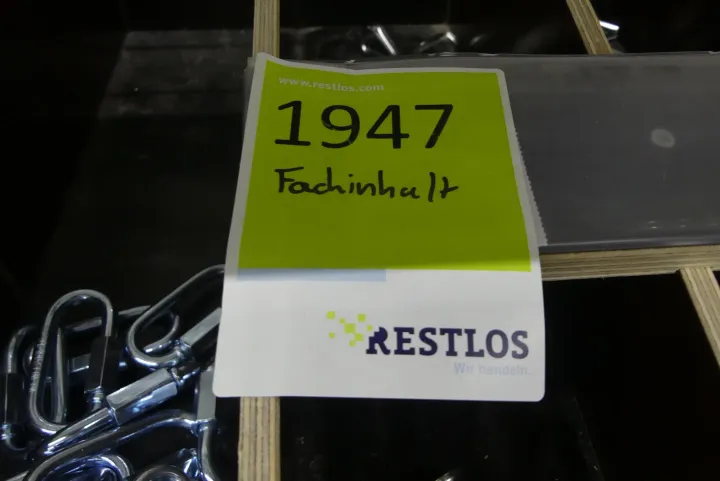 www.restlos.com
1947
Fachinhalt
RESTLOS
Wir handeln...